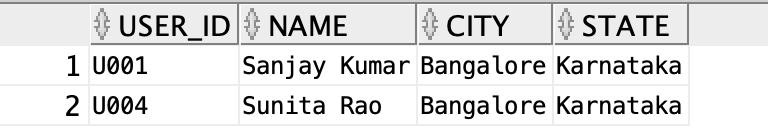 USER_ID NAME CITY STATE
1 U001 Sanjay Kumar Bangalore Karnataka
2 U004 Sunita Rao Bangalore Karnataka